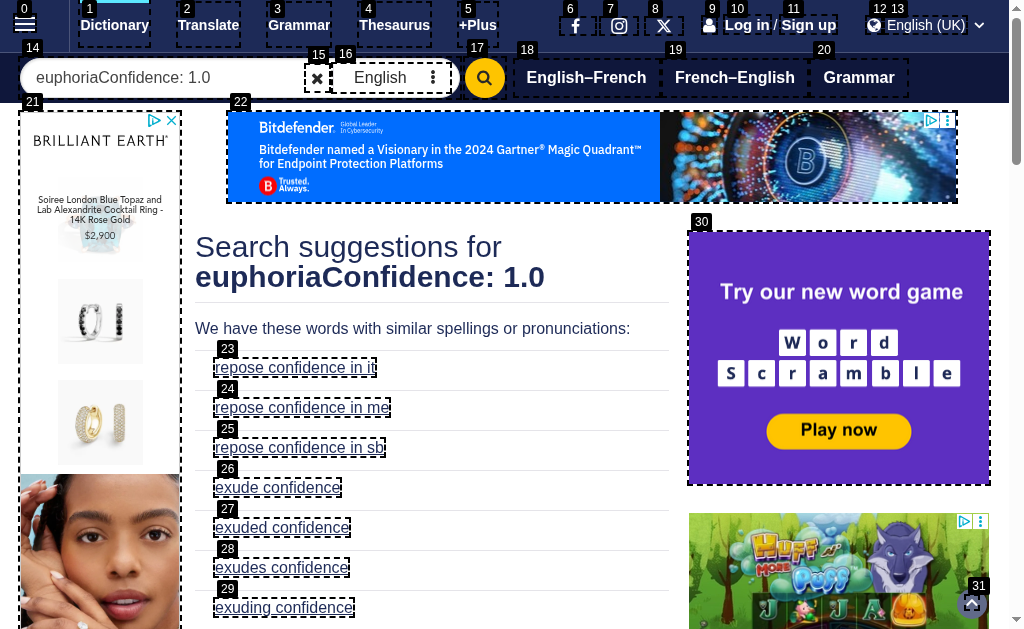 0
1
2
3
4
5
6
7
8
9
10
11
12
13
Dictionary
Translate
Grammar
Thesaurus
+Plus
Log in / Sign up
English (UK)
14
15
16
17
18
19
20
euphoriaConfidence: 1.0
English
English–French
French–English
Grammar
21
22
BRILLIANT EARTH
Soiree London Blue Topaz and
Lab Alexandrite Cocktail Ring -
14K Rose Gold
$2,900
Bitdefender
Global Leader
In Cybersecurity
Bitdefender named a Visionary in the 2024 Gartner® Magic Quadrant™
for Endpoint Protection Platforms
B
Trusted.
Always.
B
Search suggestions for
euphoriaConfidence: 1.0
We have these words with similar spellings or pronunciations:
23
repose confidence in it
24
repose confidence in me
25
repose confidence in sb
26
exude confidence
27
exuded confidence
28
exudes confidence
29
exuding confidence
30
Try our new word game
Word
Scramble
Play now
HUFF N'
MORE
PUFF
J
J
A
31